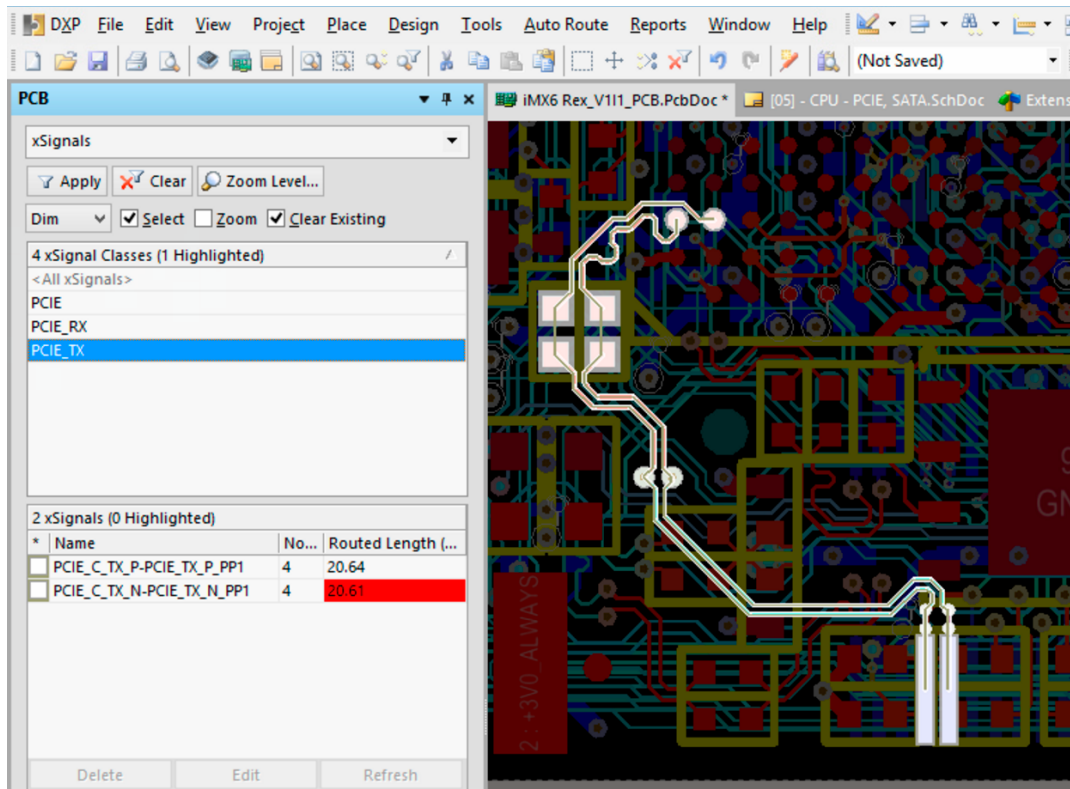 DXP File Edit View Project Place Design Tools Auto Route Reports Window Help
(Not Saved)
PCB
iMX6 Rex_V1I1_PCB.PcbDoc * [05] - CPU - PCIE, SATA.SchDoc Extens
xSignals
Apply Clear Zoom Level...
Dim Select Zoom Clear Existing
4 xSignal Classes (1 Highlighted)
<All xSignals>
PCIE
PCIE_RX
PCIE_TX
2 xSignals (0 Highlighted)
* Name No... Routed Length (...
PCIE_C_TX_P-PCIE_TX_P_PP1 4 20.64
PCIE_C_TX_N-PCIE_TX_N_PP1 4 20.61
Delete Edit Refresh
2 : +3V0_ALWAYS
GN